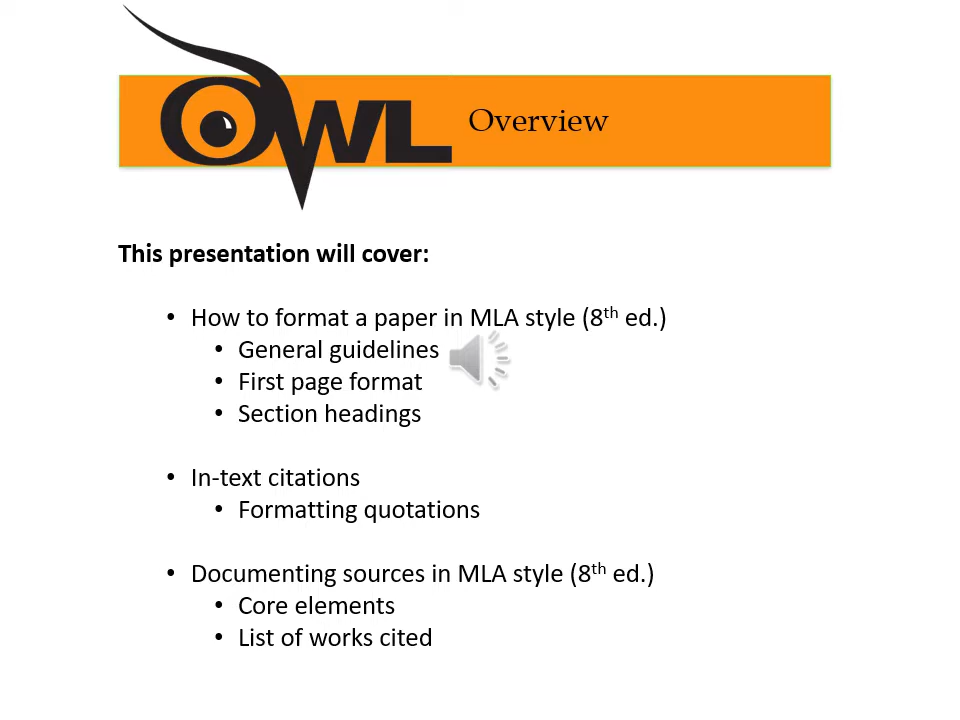 OWL Overview
This presentation will cover:
• How to format a paper in MLA style (8th ed.)
• General guidelines
• First page format
• Section headings
• In-text citations
• Formatting quotations
• Documenting sources in MLA style (8th ed.)
• Core elements
• List of works cited